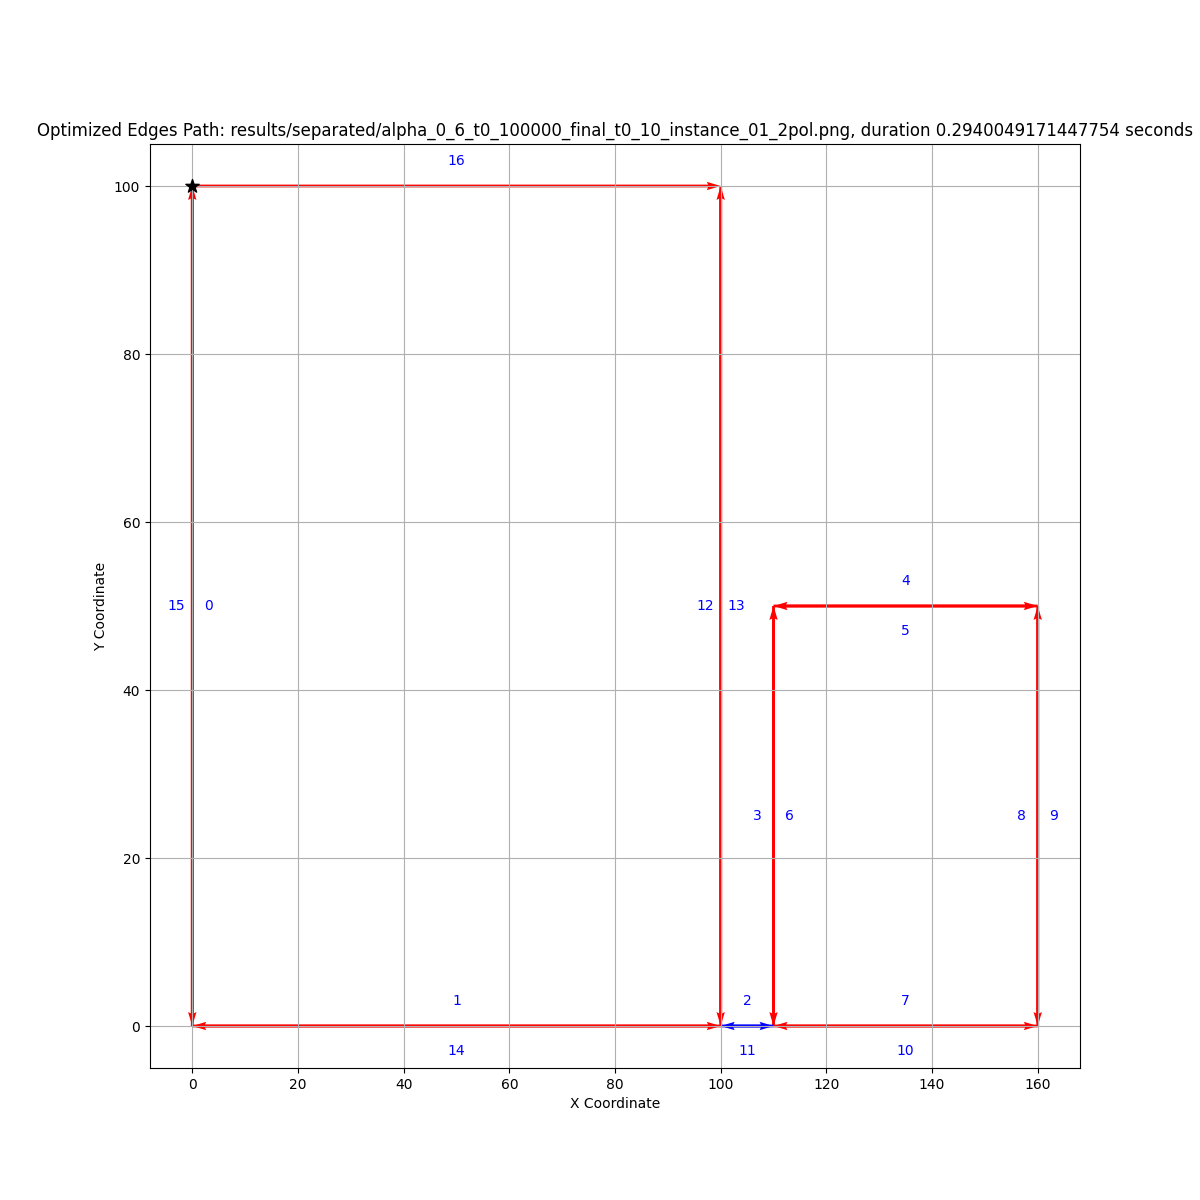 Optimized Edges Path: results/separated/alpha_0_6_t0_100000_final_t0_10_instance_01_2pol.png, duration 0.2940049171447754 seconds
16
100
80
60
4
15 0 12 13
5
Y Coordinate
40
3 6 8 9
20
1 2 7
0
14 11 10
0 20 40 60 80 100 120 140 160
X Coordinate